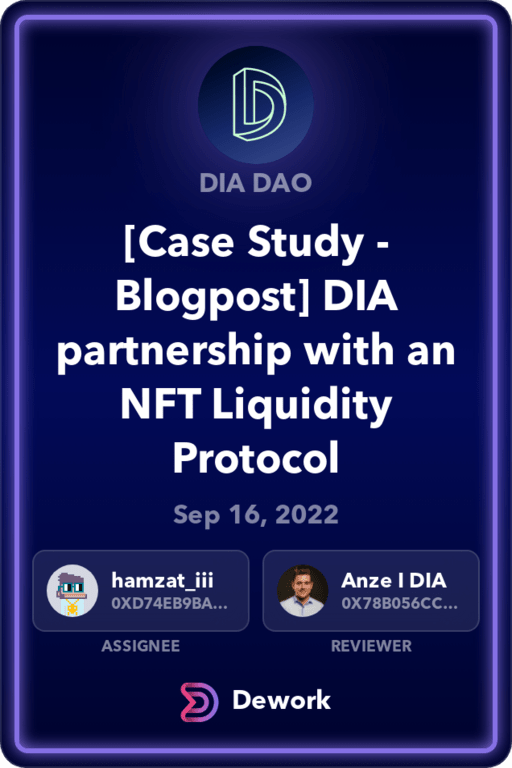 DIA DAO
[Case Study -
Blogpost] DIA
partnership with an
NFT Liquidity
Protocol
Sep 16, 2022
hamzat_iii
0XD74EB9BA...
ASSIGNEE
Anze I DIA
0X78B056CC...
REVIEWER
Dework